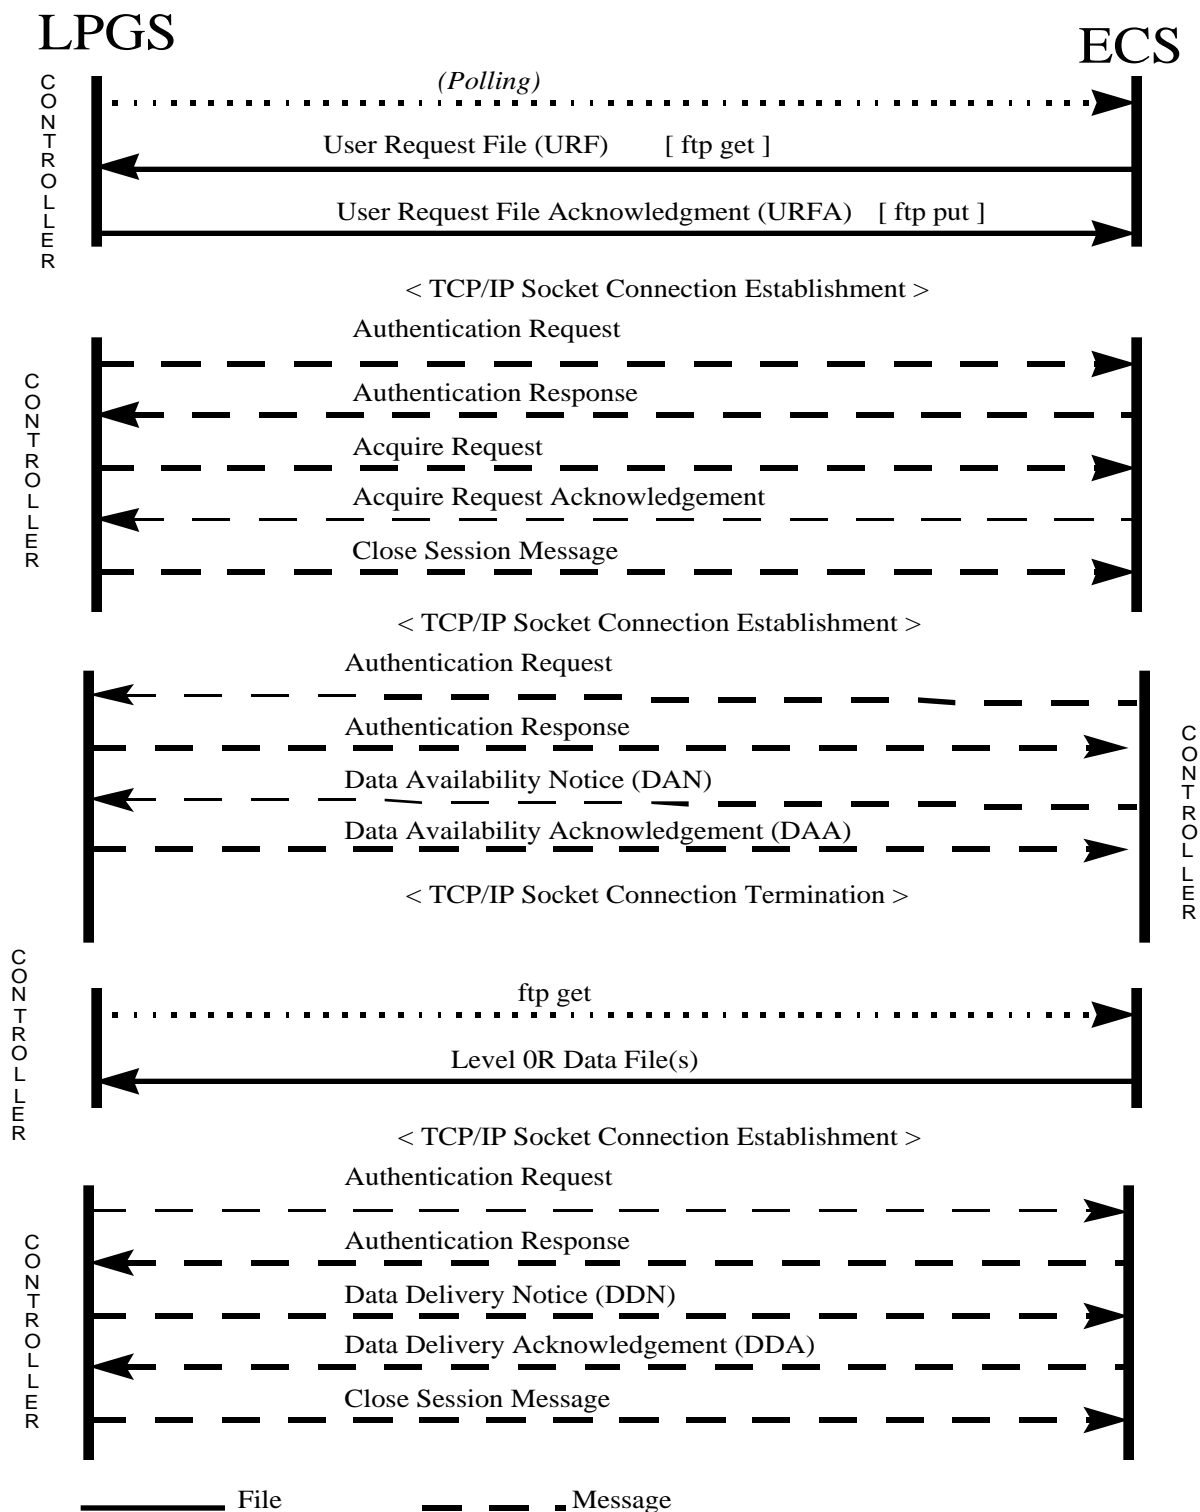 LPGS
ECS
CONTROLLER
(Polling)
User Request File (URF) [ ftp get ]
User Request File Acknowledgment (URFA) [ ftp put ]
< TCP/IP Socket Connection Establishment >
CONTROLLER
Authentication Request
Authentication Response
Acquire Request
Acquire Request Acknowledgement
Close Session Message
< TCP/IP Socket Connection Establishment >
Authentication Request
Authentication Response
Data Availability Notice (DAN)
Data Availability Acknowledgement (DAA)
CONTROLLER
< TCP/IP Socket Connection Termination >
CONTROLLER
ftp get
Level 0R Data File(s)
< TCP/IP Socket Connection Establishment >
CONTROLLER
Authentication Request
Authentication Response
Data Delivery Notice (DDN)
Data Delivery Acknowledgement (DDA)
Close Session Message
File
Message